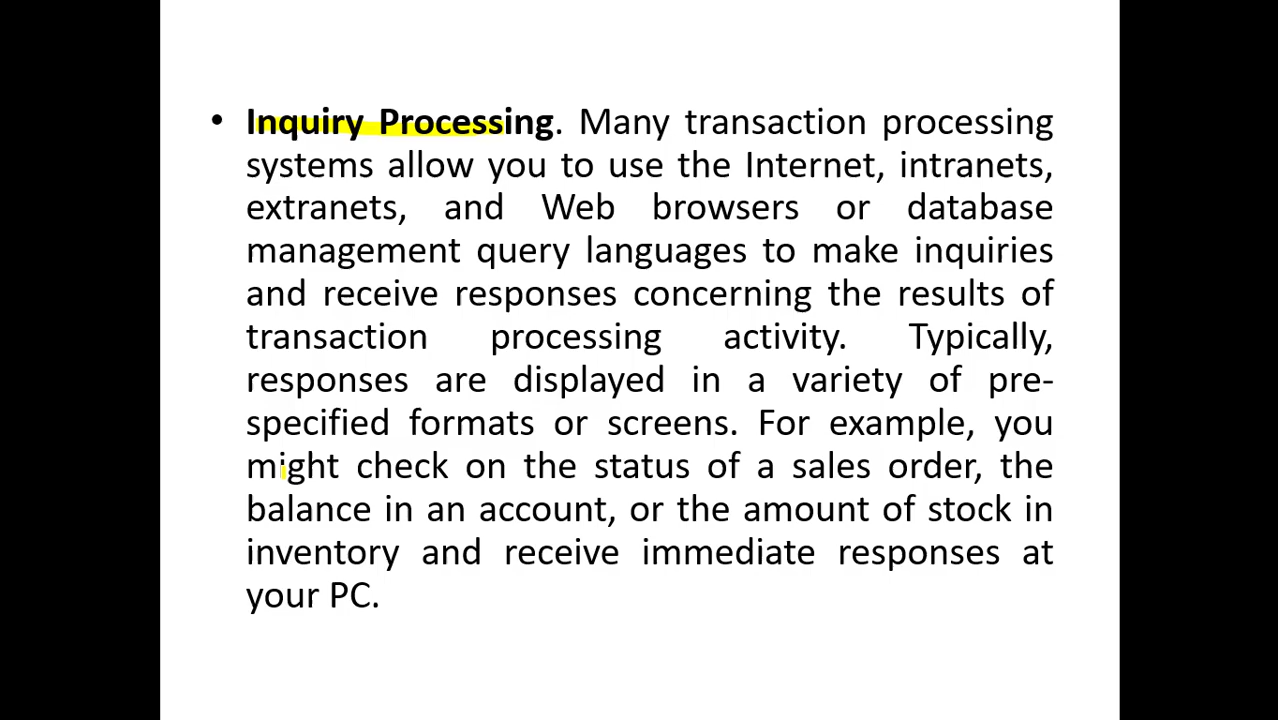 • Inquiry Processing. Many transaction processing
systems allow you to use the Internet, intranets,
extranets, and Web browsers or database
management query languages to make inquiries
and receive responses concerning the results of
transaction processing activity. Typically,
responses are displayed in a variety of pre-
specified formats or screens. For example, you
might check on the status of a sales order, the
balance in an account, or the amount of stock in
inventory and receive immediate responses at
your PC.